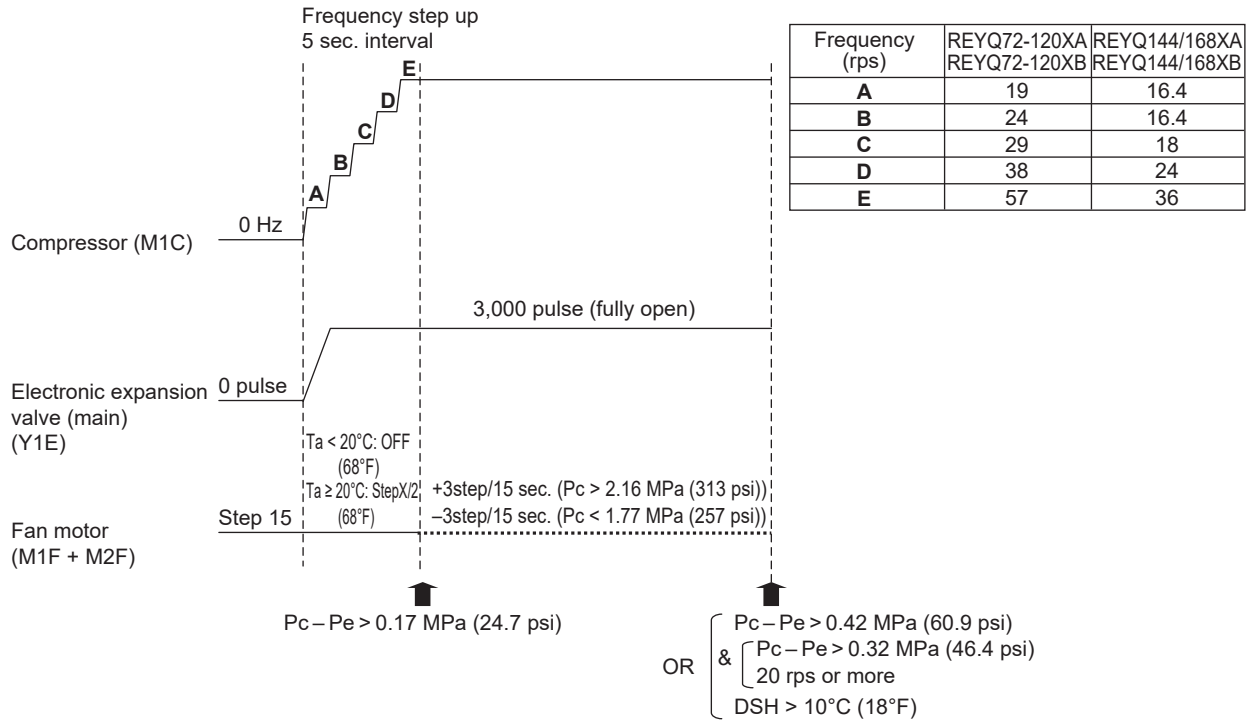 Frequency step up
5 sec. interval
Frequency
(rps)
REYQ72-120XA
REYQ72-120XB
REYQ144/168XA
REYQ144/168XB
A 19 16.4
B 24 16.4
C 29 18
D 38 24
E 57 36
E
D
C
B
A
0 Hz
Compressor (M1C)
3,000 pulse (fully open)
0 pulse
Electronic expansion
valve (main)
(Y1E)
Ta < 20°C: OFF
(68°F)
Ta ≥ 20°C: StepX/2
(68°F)
+3step/15 sec. (Pc > 2.16 MPa (313 psi))
–3step/15 sec. (Pc < 1.77 MPa (257 psi))
Step 15
Fan motor
(M1F + M2F)
Pc – Pe > 0.17 MPa (24.7 psi)
OR
Pc – Pe > 0.42 MPa (60.9 psi)
&
Pc – Pe > 0.32 MPa (46.4 psi)
20 rps or more
DSH > 10°C (18°F)